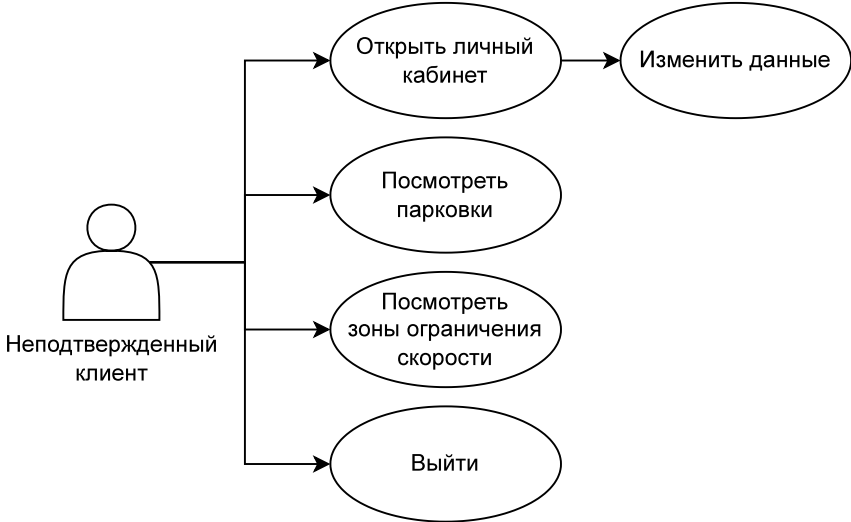 Открыть личный
кабинет
Изменить данные
Посмотреть
парковки
Посмотреть
зоны ограничения
скорости
Неподтвержденный
клиент
Выйти